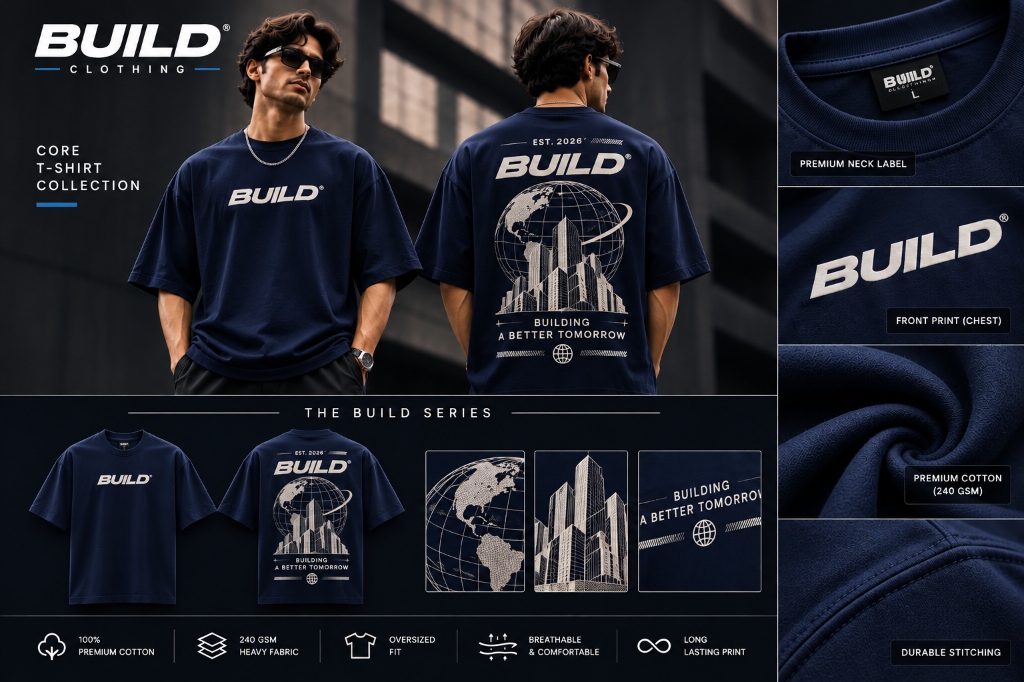 BUILD®
CLOTHING
CORE
T-SHIRT
COLLECTION
BUILD®
EST. 2026
BUILD®
BUILDING
A BETTER TOMORROW
BUILD®
L
PREMIUM NECK LABEL
BUILD®
FRONT PRINT (CHEST)
PREMIUM COTTON
(240 GSM)
DURABLE STITCHING
THE BUILD SERIES
BUILD®
EST. 2026
BUILD®
BUILDING
A BETTER TOMORROW
BUILDING
A BETTER TOMORROW
100%
PREMIUM COTTON
240 GSM
HEAVY FABRIC
OVERSIZED
FIT
BREATHABLE
& COMFORTABLE
LONG
LASTING PRINT